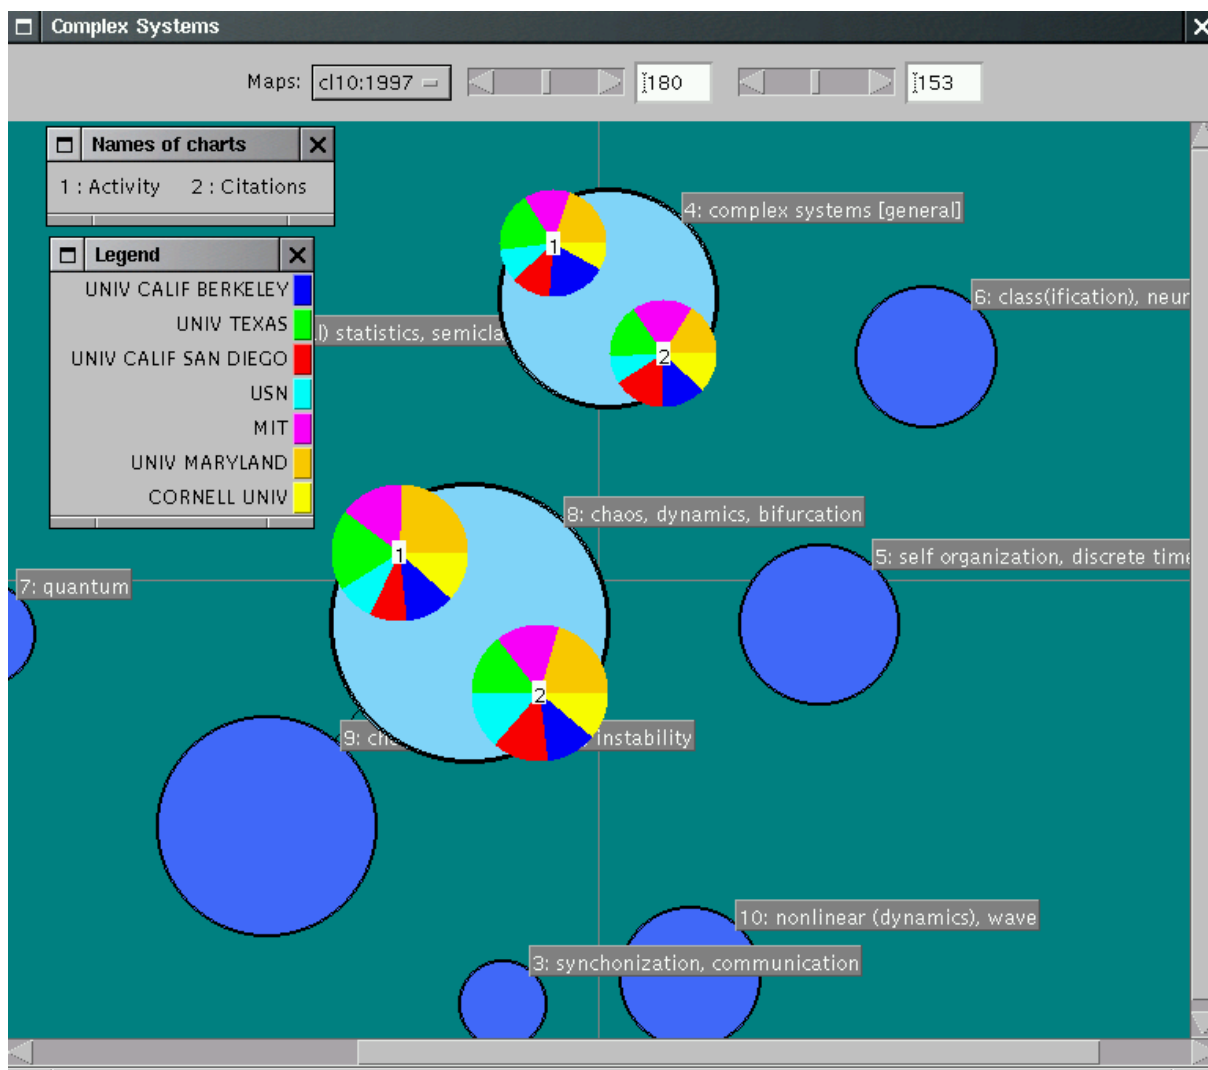 Complex Systems
Maps: cl10:1997 180 153
Names of charts
1 : Activity 2 : Citations
Legend
UNIV CALIF BERKELEY
UNIV TEXAS
UNIV CALIF SAN DIEGO
USN
MIT
UNIV MARYLAND
CORNELL UNIV
4: complex systems [general]
1
2
6: class(ification), neur
statistics, semicla
8: chaos, dynamics, bifurcation
1
2
5: self organization, discrete time
7: quantum
9: instability
10: nonlinear (dynamics), wave
3: synchonization, communication